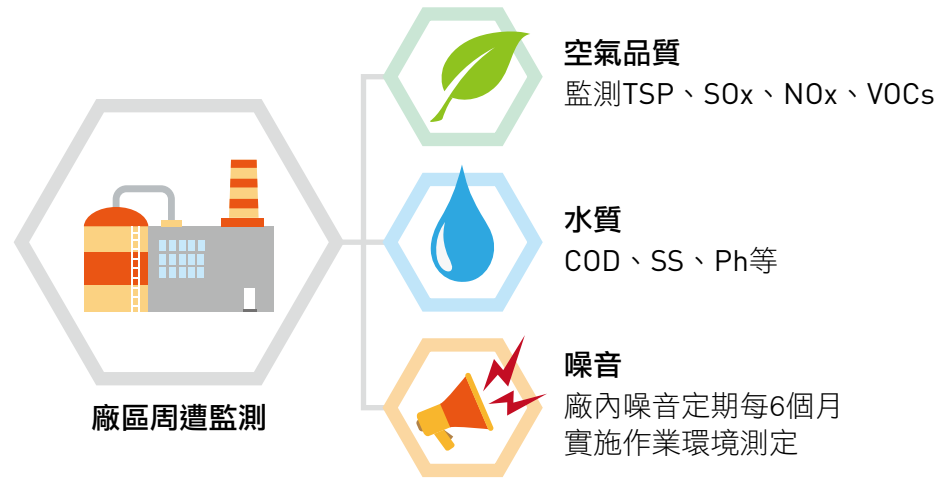 空氣品質
監測TSP、SOx、NOx、VOCs
水質
COD、SS、Ph等
噪音
廠內噪音定期每6個月
實施作業環境測定
廠區周遭監測